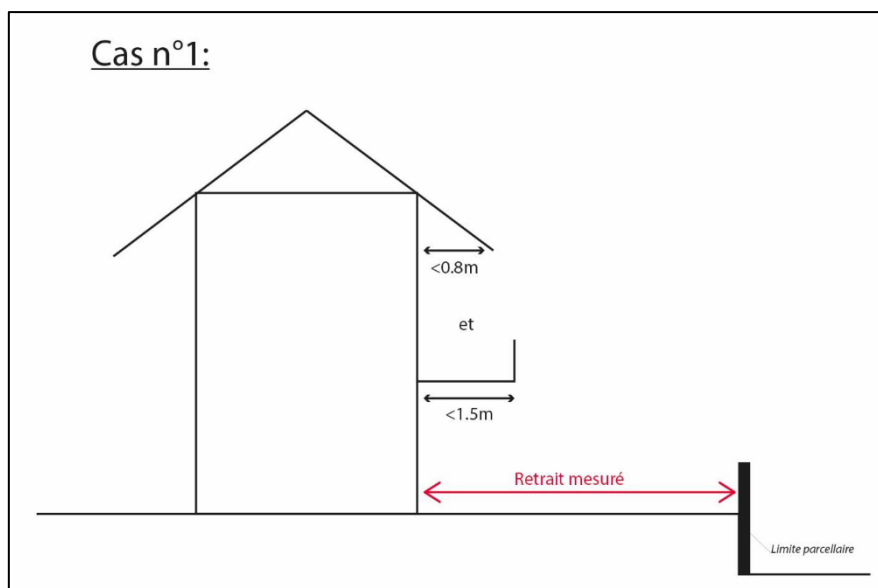 Cas n°1:
<0.8m
et
<1.5m
Retrait mesuré
Limite parcellaire